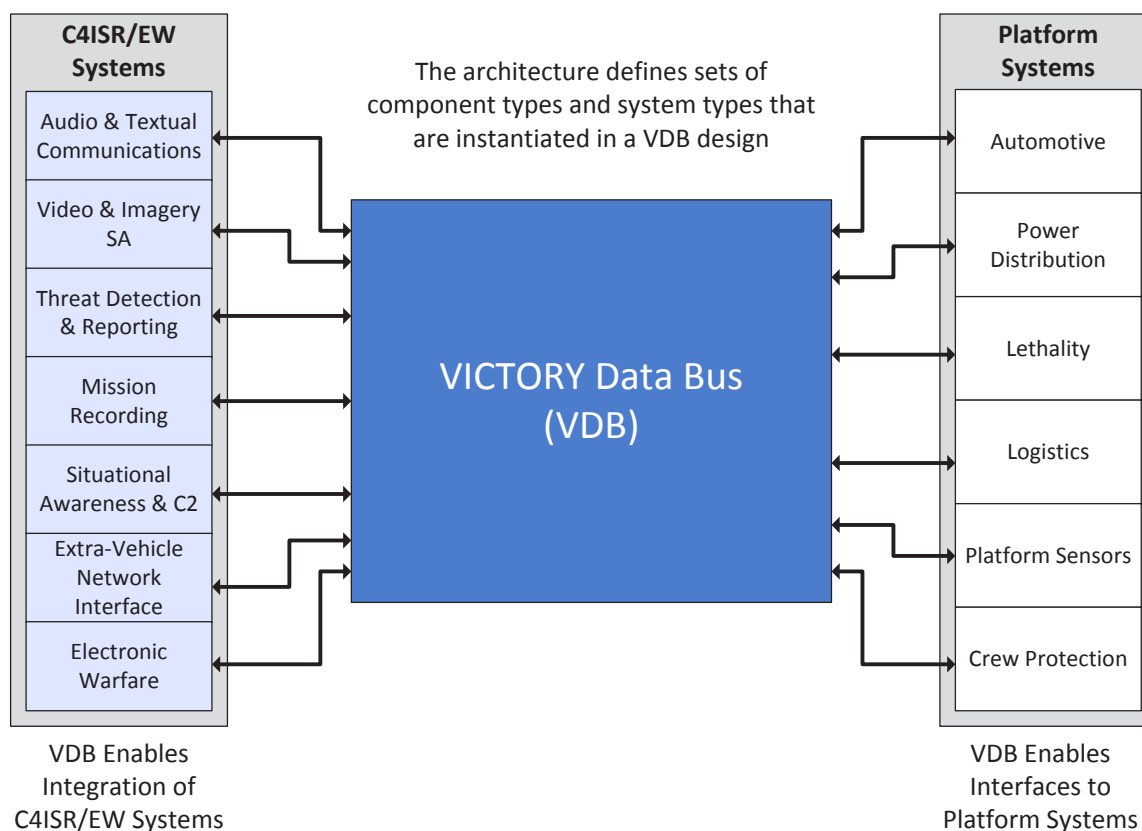 C4ISR/EW
Systems
Audio & Textual
Communications
Video & Imagery
SA
Threat Detection
& Reporting
Mission
Recording
Situational
Awareness & C2
Extra-Vehicle
Network
Interface
Electronic
Warfare
VDB Enables
Integration of
C4ISR/EW Systems
The architecture defines sets of
component types and system types that
are instantiated in a VDB design
VICTORY Data Bus
(VDB)
Platform
Systems
Automotive
Power
Distribution
Lethality
Logistics
Platform Sensors
Crew Protection
VDB Enables
Interfaces to
Platform Systems